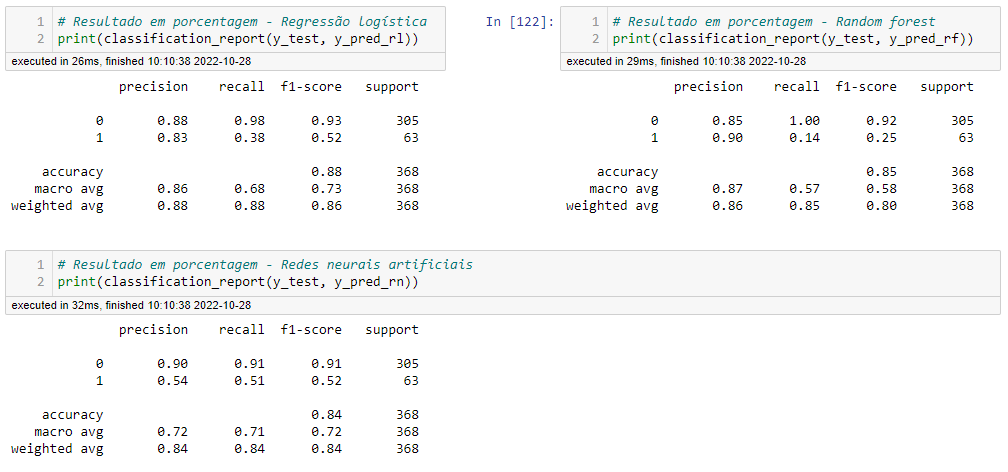 1 # Resultado em porcentagem - Regressão logística
2 print(classification_report(y_test, y_pred_rl))
executed in 26ms, finished 10:10:38 2022-10-28
precision recall f1-score support
0 0.88 0.98 0.93 305
1 0.83 0.38 0.52 63
accuracy 0.88 368
macro avg 0.86 0.68 0.73 368
weighted avg 0.88 0.88 0.86 368
In [122]:
1 # Resultado em porcentagem - Random forest
2 print(classification_report(y_test, y_pred_rf))
executed in 29ms, finished 10:10:38 2022-10-28
precision recall f1-score support
0 0.85 1.00 0.92 305
1 0.90 0.14 0.25 63
accuracy 0.85 368
macro avg 0.87 0.57 0.58 368
weighted avg 0.86 0.85 0.80 368
1 # Resultado em porcentagem - Redes neurais artificiais
2 print(classification_report(y_test, y_pred_rn))
executed in 32ms, finished 10:10:38 2022-10-28
precision recall f1-score support
0 0.90 0.91 0.91 305
1 0.54 0.51 0.52 63
accuracy 0.84 368
macro avg 0.72 0.71 0.72 368
weighted avg 0.84 0.84 0.84 368